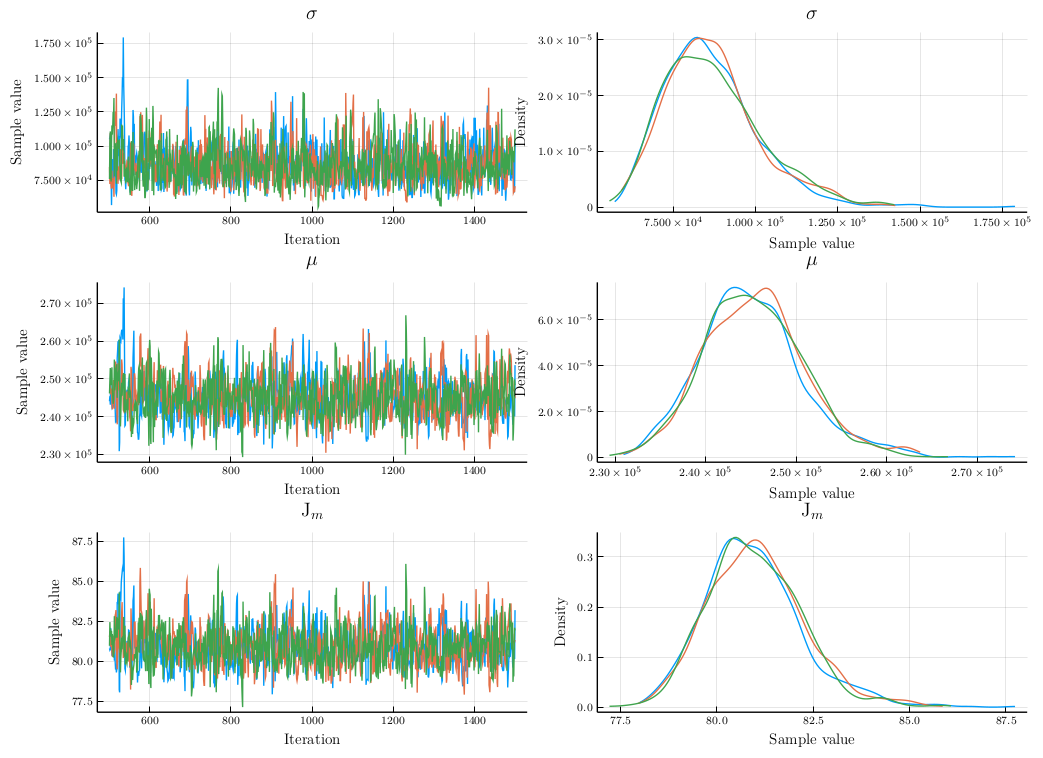 σ
σ
Sample value
1.750 × 10⁵
1.500 × 10⁵
1.250 × 10⁵
1.000 × 10⁵
7.500 × 10⁴
600
800
1000
1200
1400
Iteration
Density
3.0 × 10⁻⁵
2.0 × 10⁻⁵
1.0 × 10⁻⁵
0
7.500 × 10⁴
1.000 × 10⁵
1.250 × 10⁵
1.500 × 10⁵
1.750 × 10⁵
Sample value
μ
μ
Sample value
2.70 × 10⁵
2.60 × 10⁵
2.50 × 10⁵
2.40 × 10⁵
2.30 × 10⁵
600
800
1000
1200
1400
Iteration
Density
6.0 × 10⁻⁵
4.0 × 10⁻⁵
2.0 × 10⁻⁵
0
2.30 × 10⁵
2.40 × 10⁵
2.50 × 10⁵
2.60 × 10⁵
2.70 × 10⁵
Sample value
Jₘ
Jₘ
Sample value
87.5
85.0
82.5
80.0
77.5
600
800
1000
1200
1400
Iteration
Density
0.3
0.2
0.1
0.0
77.5
80.0
82.5
85.0
87.5
Sample value